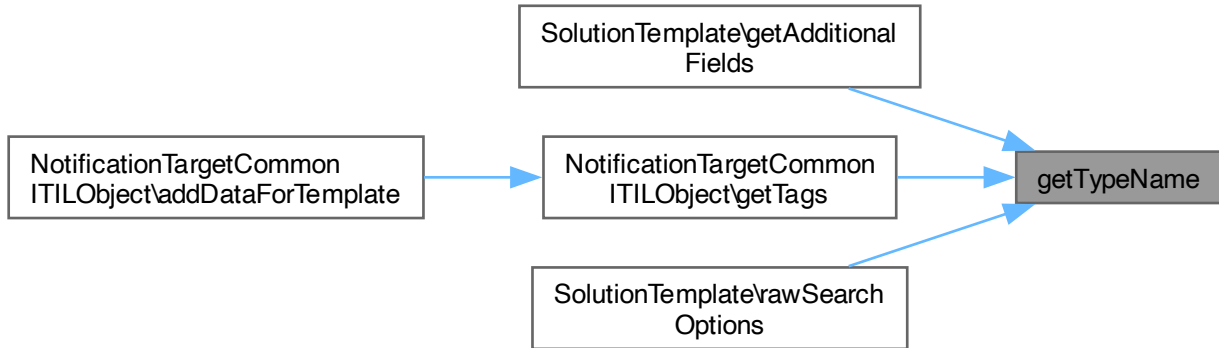 SolutionTemplate\getAdditional
Fields
NotificationTargetCommon
ITILObject\addDataForTemplate
NotificationTargetCommon
ITILObject\getTags
getTypeName
SolutionTemplate\rawSearch
Options